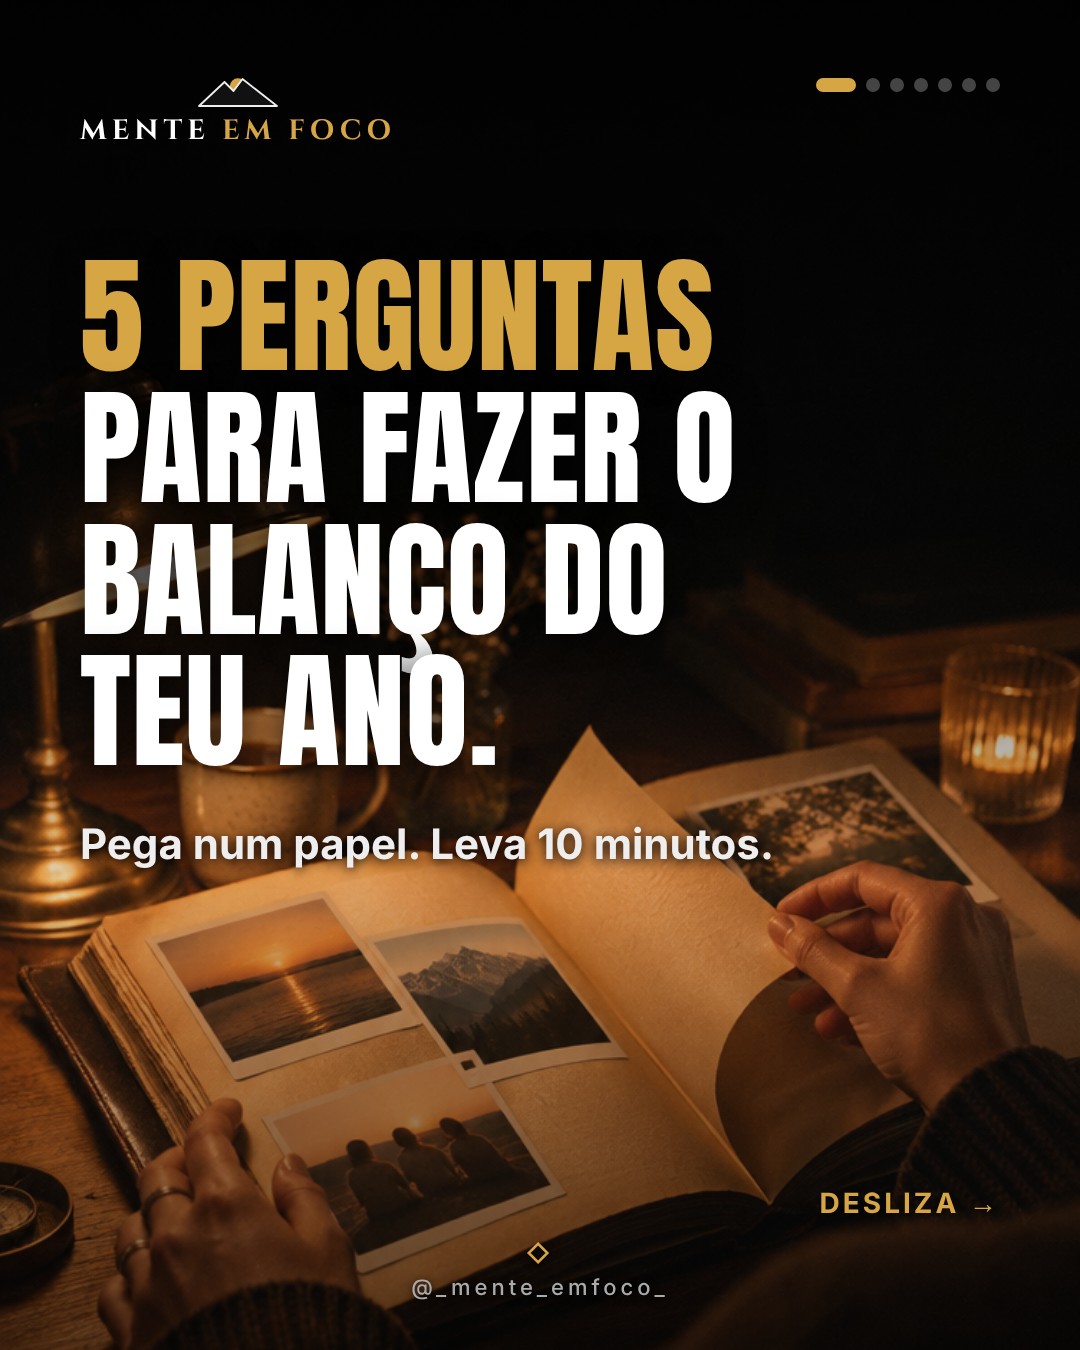 MENTE EM FOCO
5 PERGUNTAS
PARA FAZER O
BALANÇO DO
TEU ANO.
Pega num papel. Leva 10 minutos.
DESLIZA →
@_mente_emfoco_